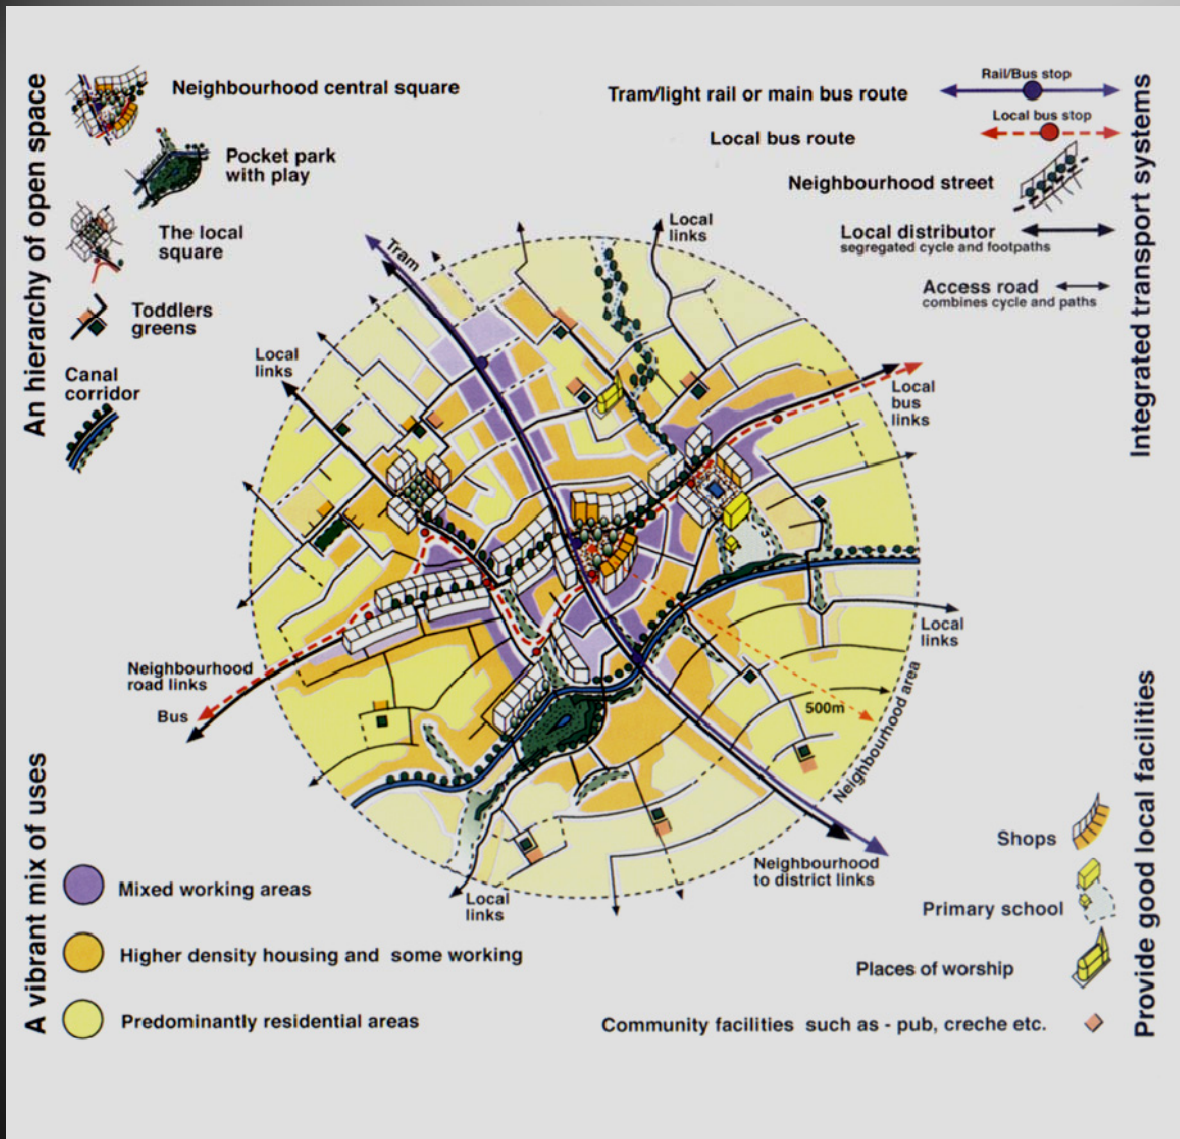 An hierarchy of open space
Neighbourhood central square
Pocket park
with play
The local
square
Toddlers
greens
Canal
corridor
Integrated transport systems
Rail/Bus stop
Tram/light rail or main bus route
Local bus stop
Local bus route
Neighbourhood street
Local distributor
segregated cycle and footpaths
Access road
combines cycle and paths
Tram
Local
links
Local
links
Local
bus
links
Local
links
500m
Neighbourhood area
Neighbourhood
road links
Bus
Neighbourhood
to district links
Local
links
A vibrant mix of uses
Mixed working areas
Higher density housing and some working
Predominantly residential areas
Provide good local facilities
Shops
Primary school
Places of worship
Community facilities such as - pub, creche etc.